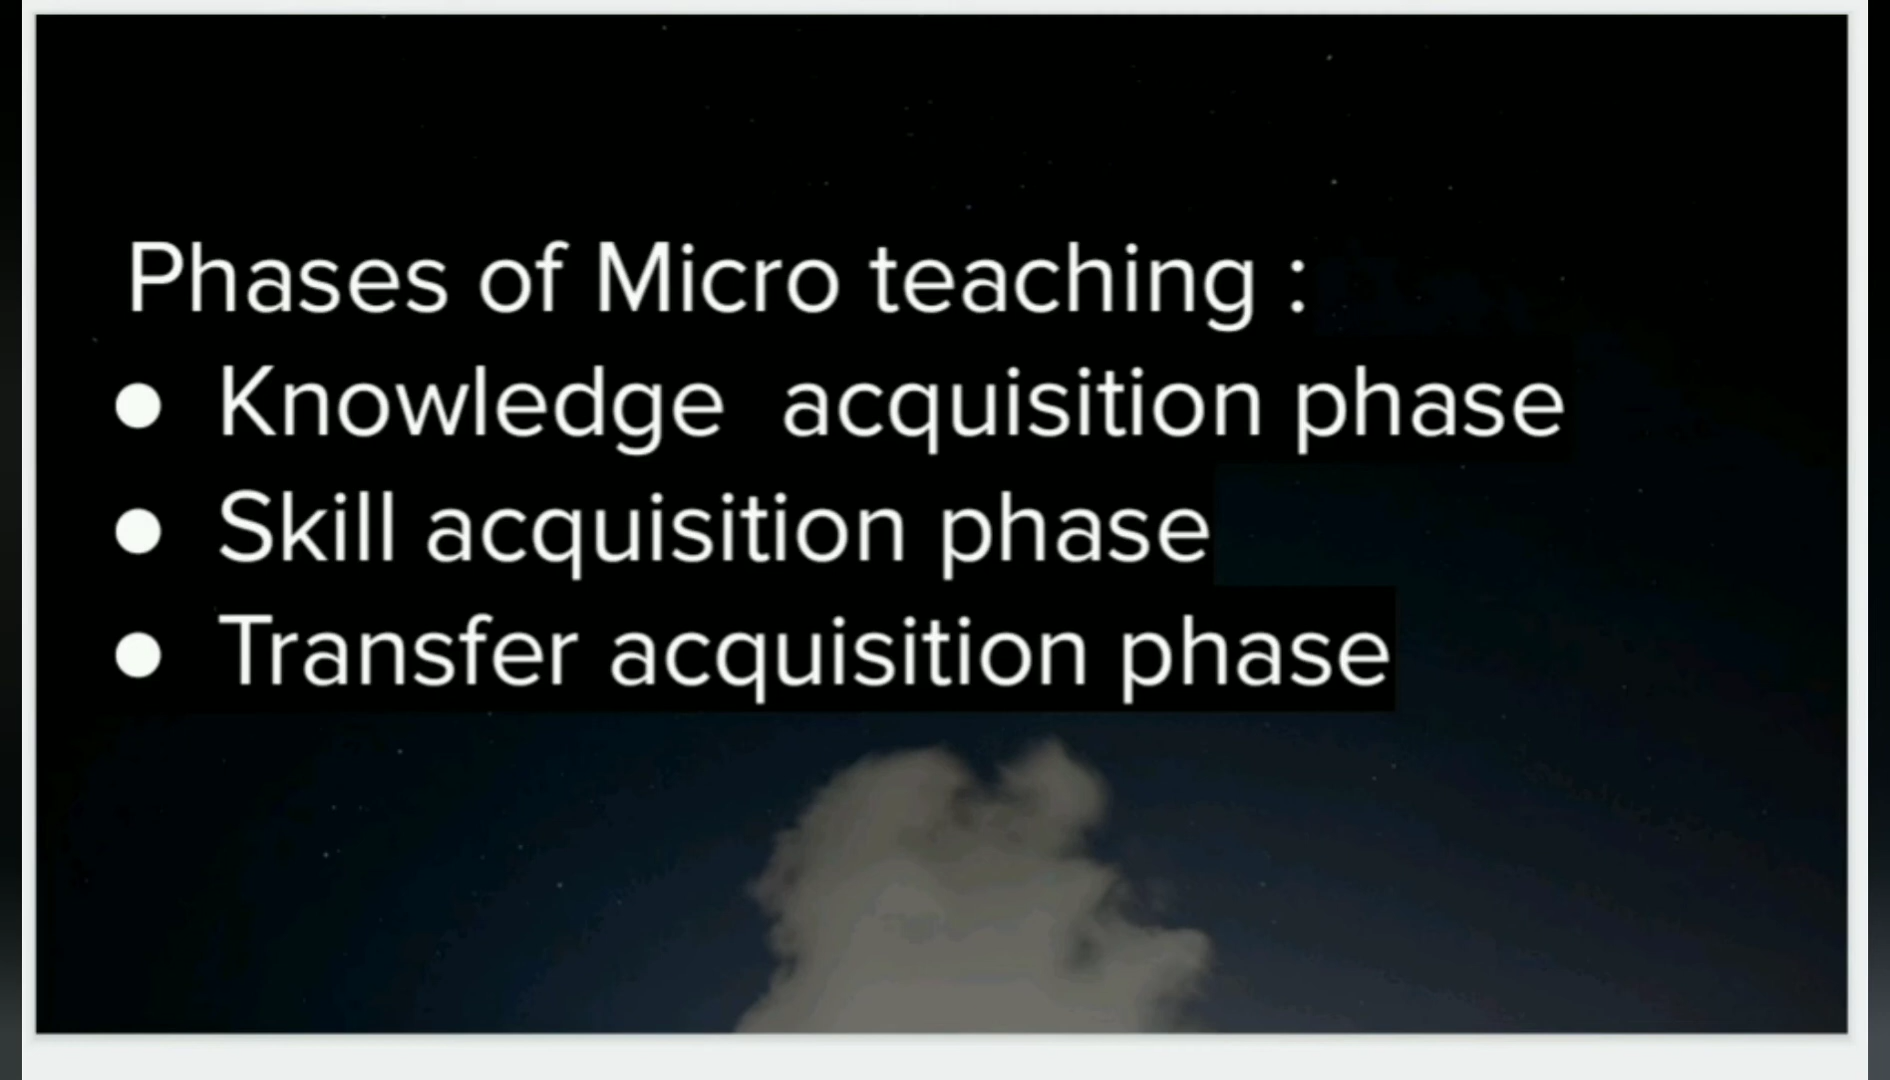 Phases of Micro teaching :
● Knowledge acquisition phase
● Skill acquisition phase
● Transfer acquisition phase